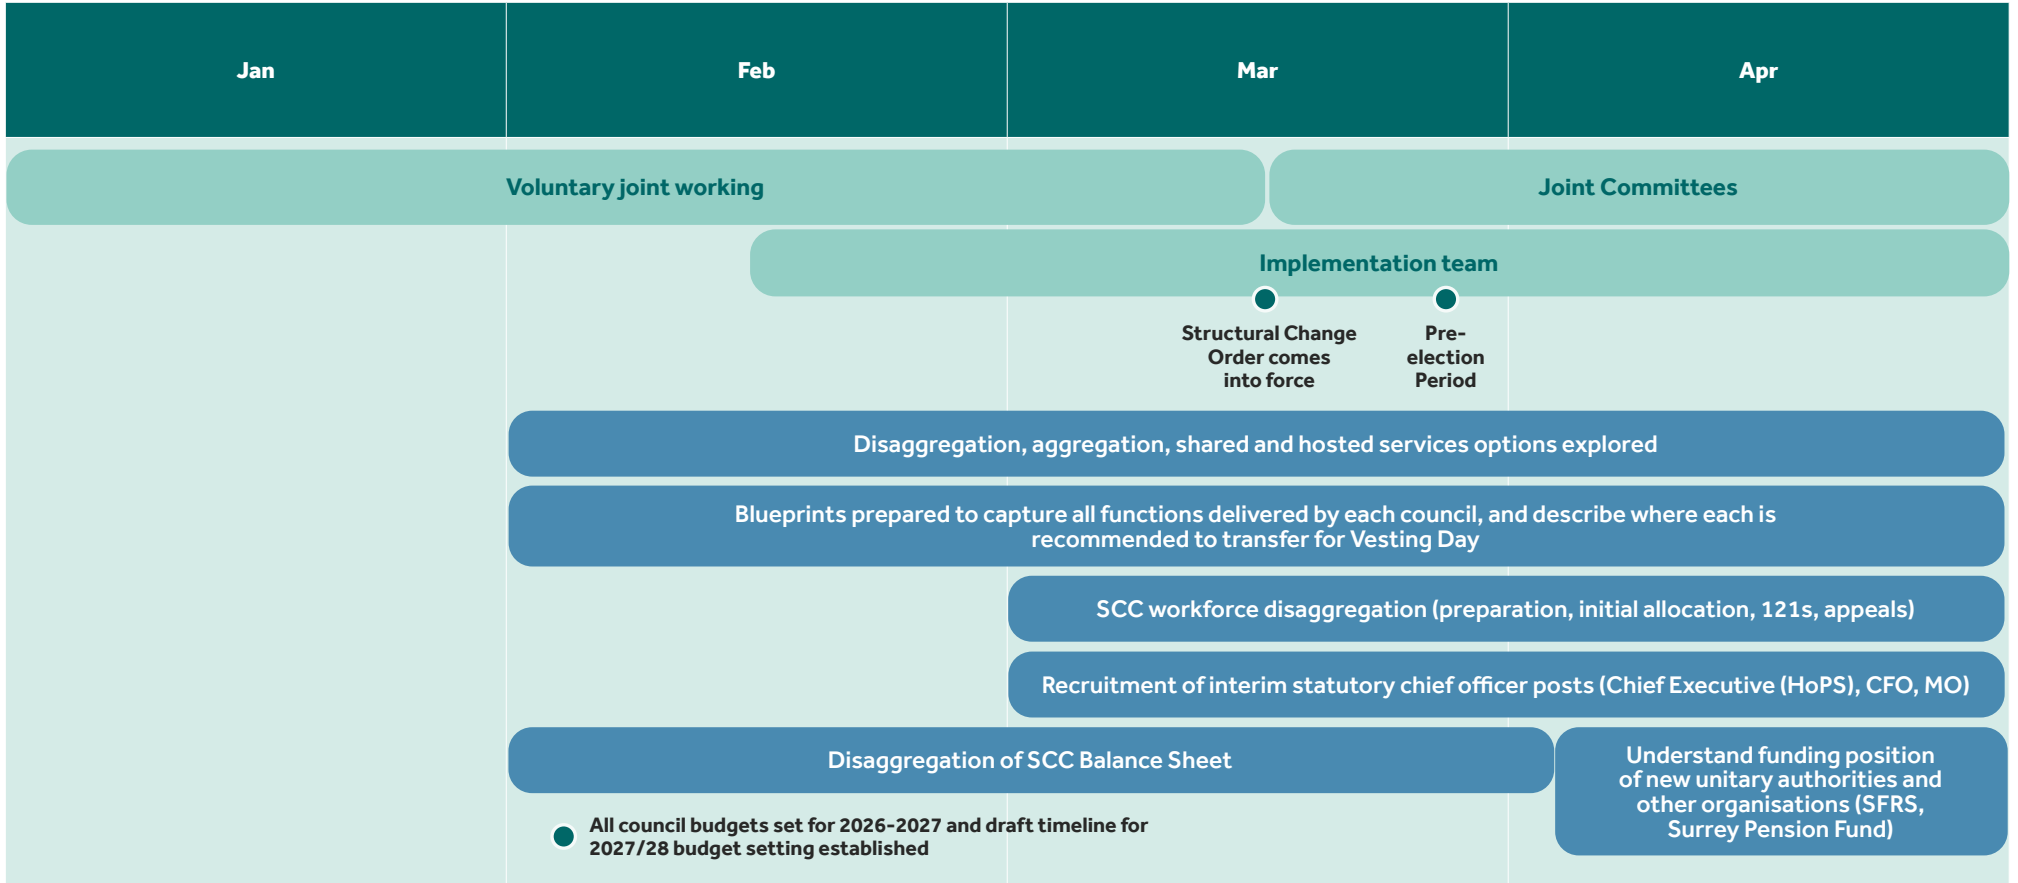 Jan
Feb
Mar
Apr
Voluntary joint working
Joint Committees
Implementation team
Structural Change
Order comes
into force
Pre-
election
Period
Disaggregation, aggregation, shared and hosted services options explored
Blueprints prepared to capture all functions delivered by each council, and describe where each is
recommended to transfer for Vesting Day
SCC workforce disaggregation (preparation, initial allocation, 121s, appeals)
Recruitment of interim statutory chief officer posts (Chief Executive (HoPS), CFO, MO)
Disaggregation of SCC Balance Sheet
Understand funding position
of new unitary authorities and
other organisations (SFRS,
Surrey Pension Fund)
All council budgets set for 2026-2027 and draft timeline for
2027/28 budget setting established